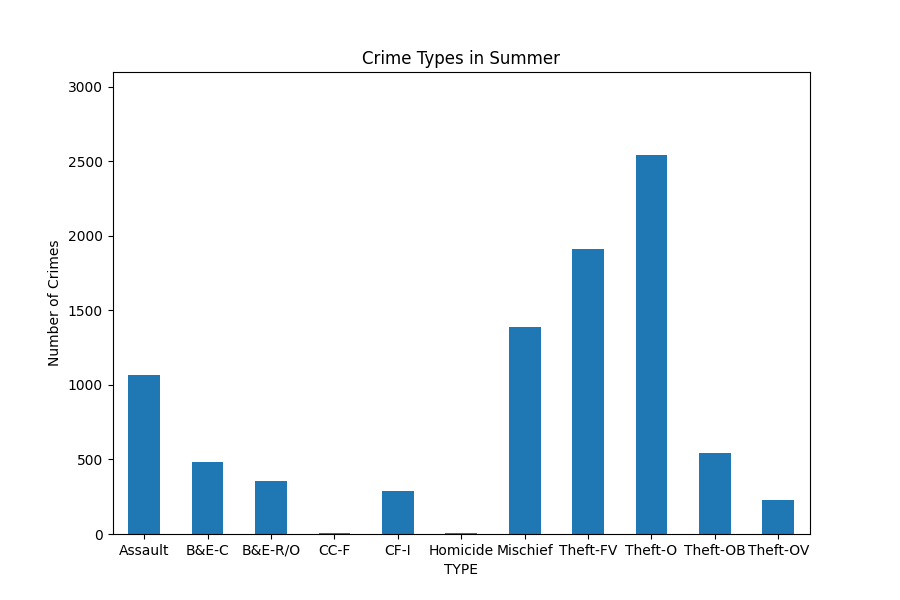 Crime Types in Summer
3000
2500
2000
1500
1000
500
0
Number of Crimes
Assault B&E-C B&E-R/O CC-F CF-I Homicide Mischief Theft-FV Theft-O Theft-OB Theft-OV
TYPE